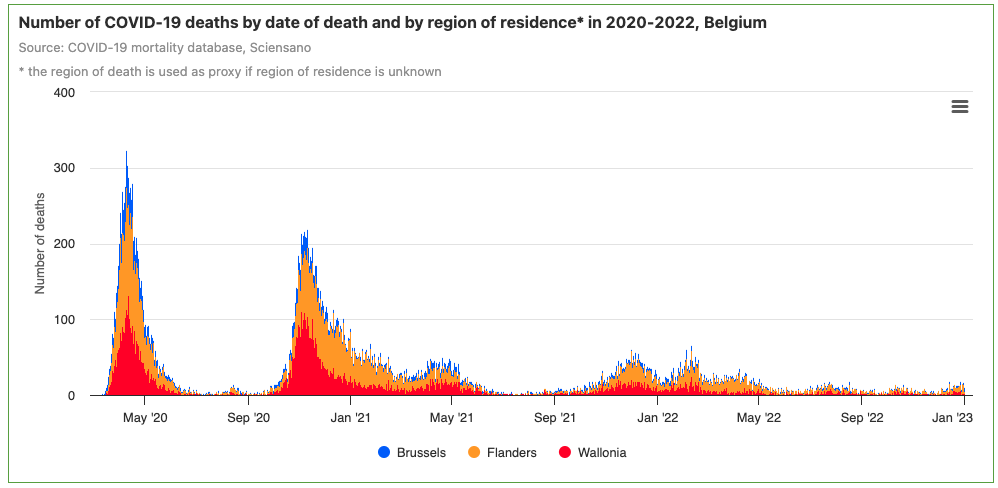 Number of COVID-19 deaths by date of death and by region of residence* in 2020-2022, Belgium
Source: COVID-19 mortality database, Sciensano
* the region of death is used as proxy if region of residence is unknown
400
300
200
100
0
Number of deaths
May '20
Sep '20
Jan '21
May '21
Sep '21
Jan '22
May '22
Sep '22
Jan '23
Brussels
Flanders
Wallonia